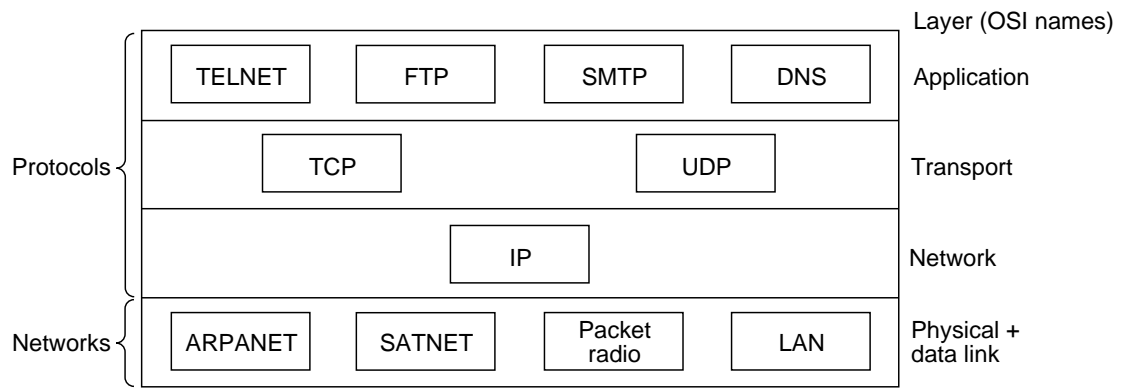 Layer (OSI names)
TELNET FTP SMTP DNS Application
Protocols TCP UDP Transport
IP Network
Networks ARPANET SATNET Packet radio LAN Physical +
data link